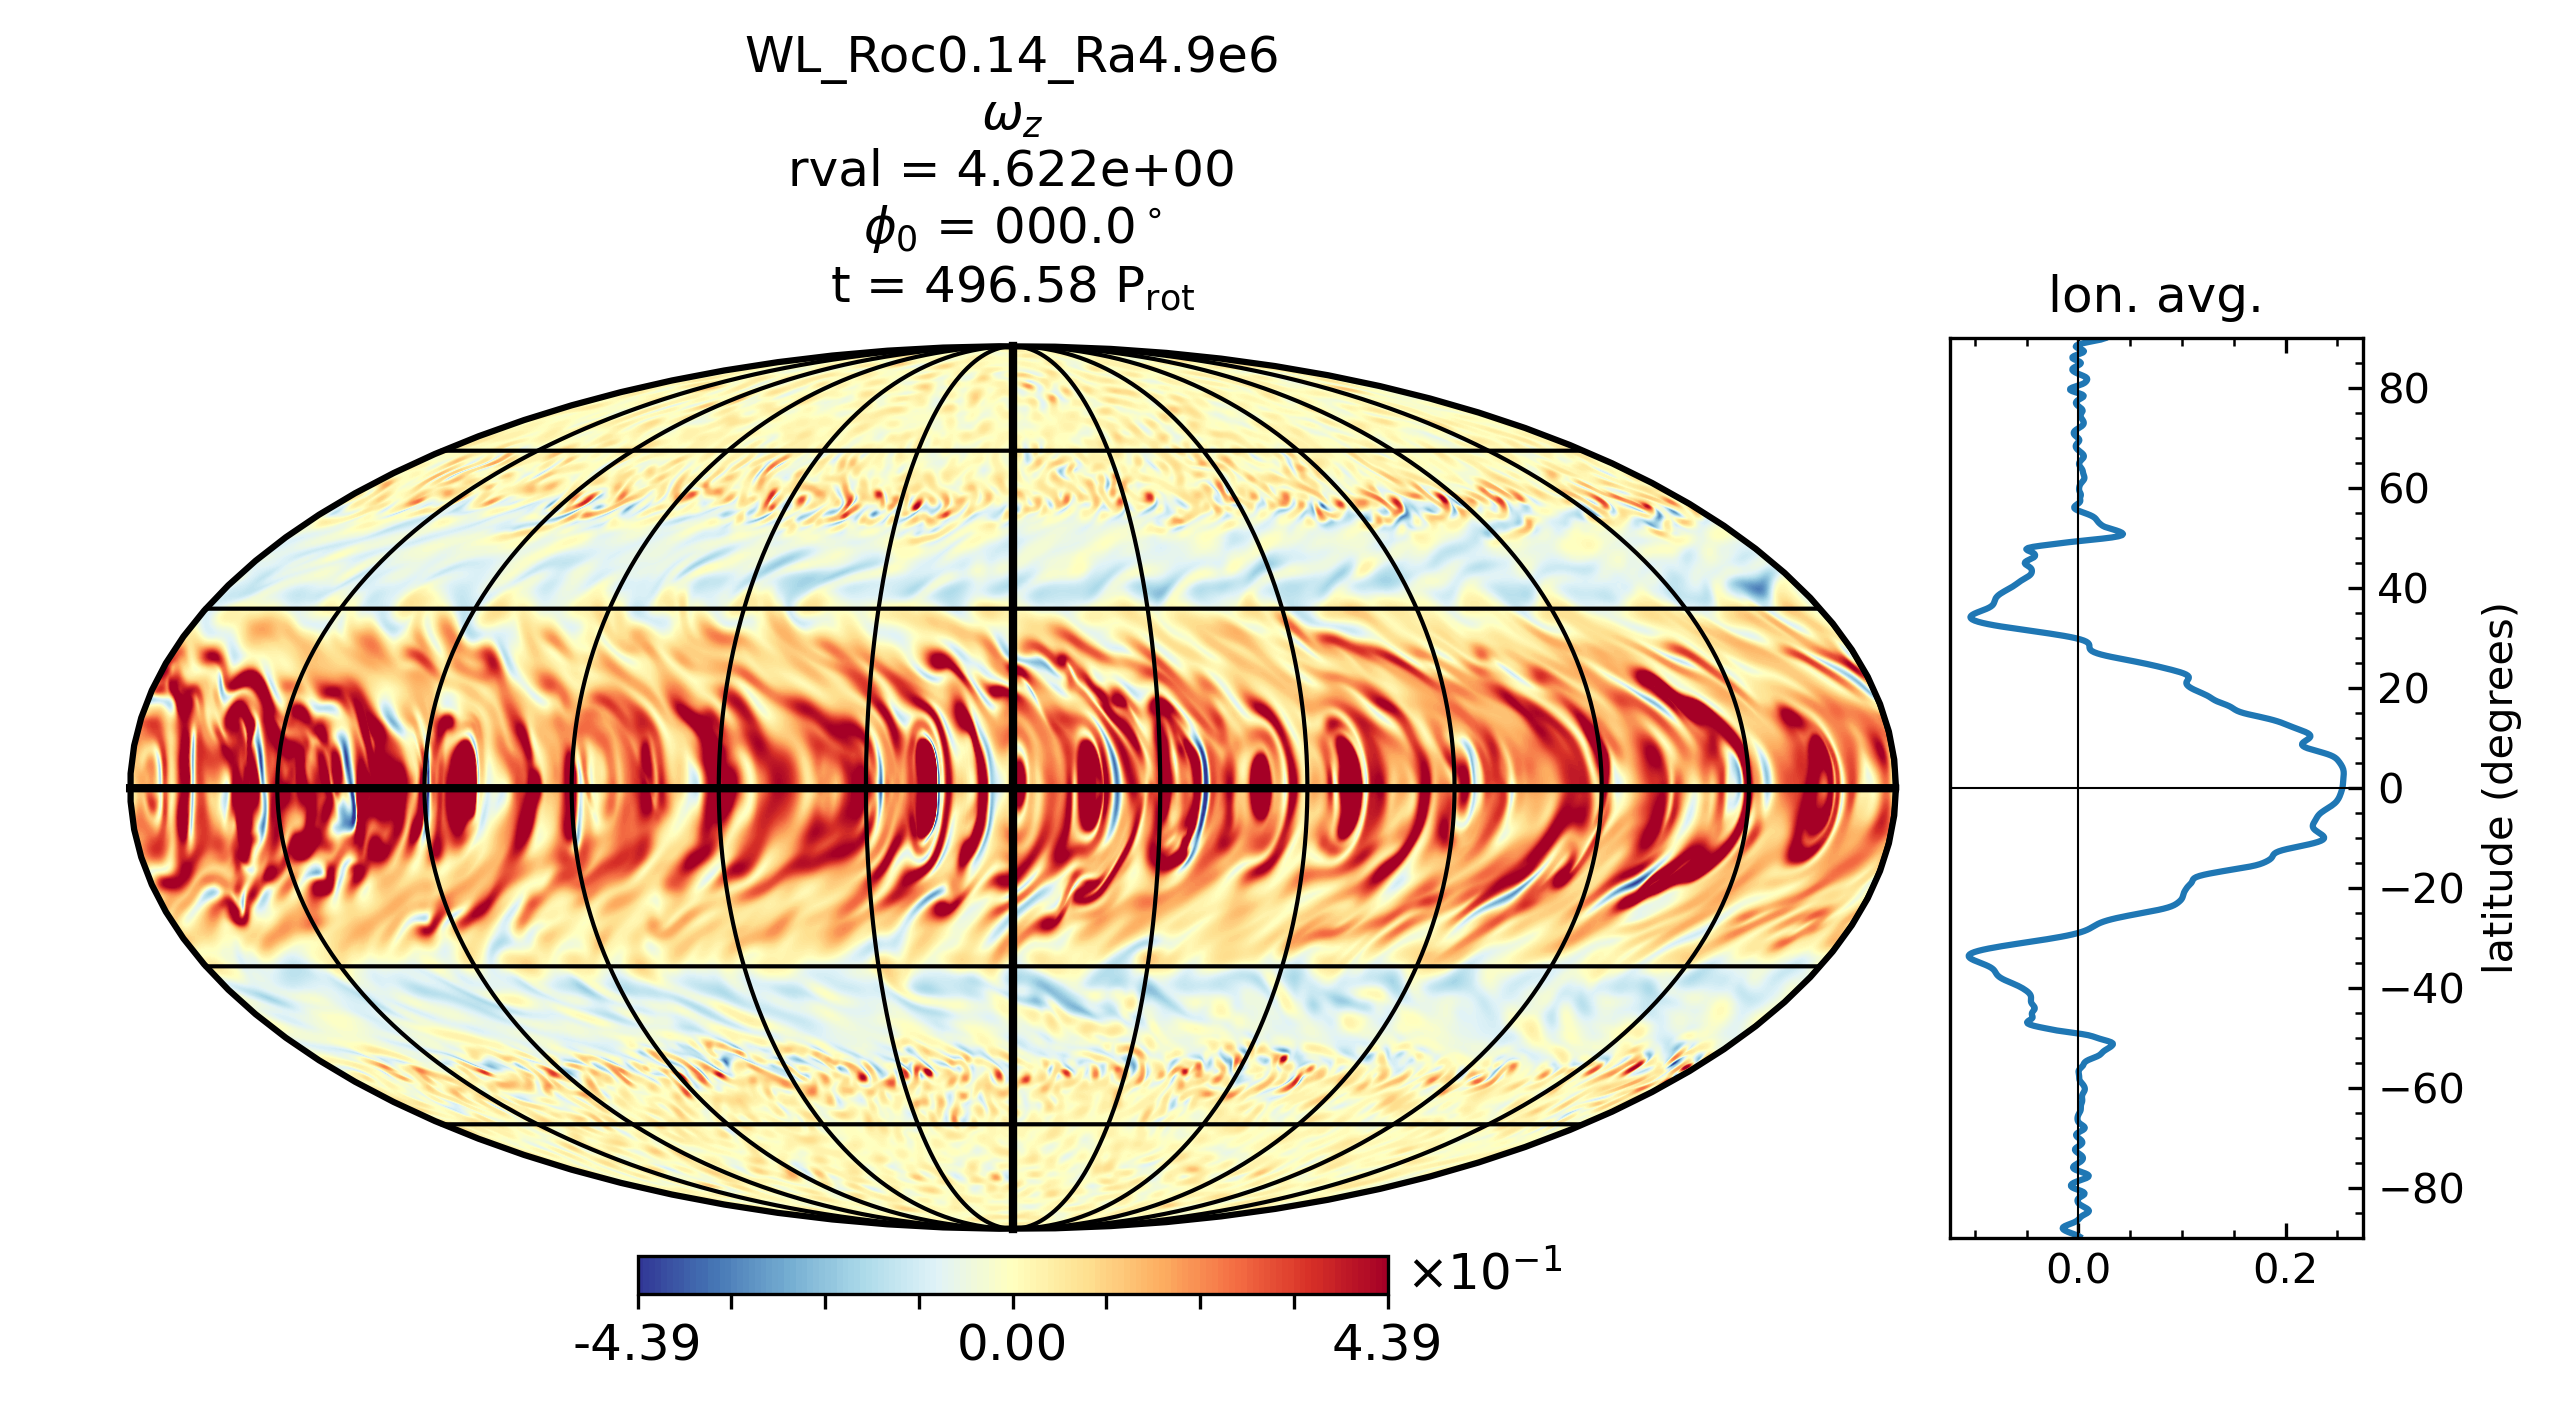 WL_Roc0.14_Ra4.9e6
ω_z
rval = 4.622e+00
ϕ_0 = 000.0°
t = 496.58 P_rot
lon. avg.
80
60
40
20
0
−20
−40
−60
−80
latitude (degrees)
0.0 0.2
×10^−1
-4.39 0.00 4.39